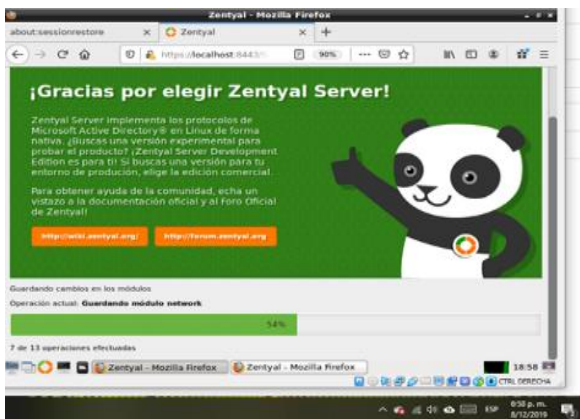 Zentyal - Mozilla Firefox
about:sessionrestore
Zentyal
https://localhost:8443/
90%
¡Gracias por elegir Zentyal Server!
Zentyal Server implementa los protocolos de
Microsoft Active Directory® en Linux de forma
nativa. ¿Buscas una versión experimental para
probar el producto? ¡Zentyal Server Development
Edition es para ti! Si buscas una versión para tu
entorno de produción, elige la edición comercial.
Para obtener ayuda de la comunidad, echa un
vistazo a la documentación oficial y al Foro Oficial
de Zentyal!
http://wiki.zentyal.org/
http://forum.zentyal.org
Guardando cambios en los módulos
Operación actual: Guardando módulo network
54%
7 de 13 operaciones efectuadas
Zentyal - Mozilla Firefox
Zentyal - Mozilla Firefox
18:58
CTRL DERECHA
ESP
6:58 p. m.
8/12/2019